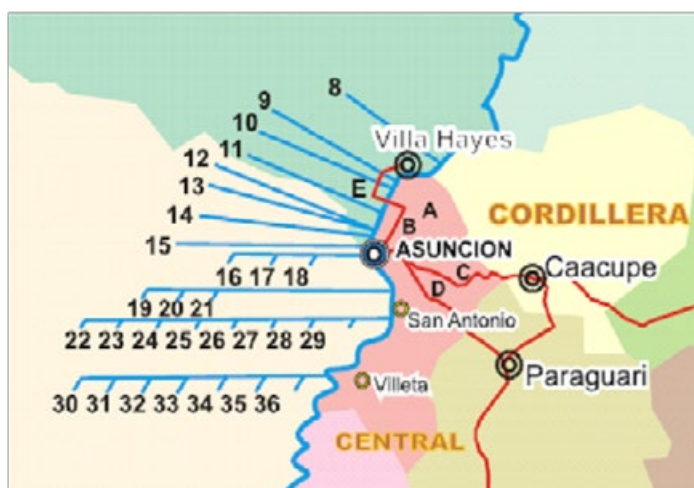 8
9
10
Villa Hayes
11
12
E
13
A
14
CORDILLERA
B
15
ASUNCION
16 17 18
C
Caacupe
D
19 20 21
San Antonio
22 23 24 25 26 27 28 29
Paraguari
Villeta
30 31 32 33 34 35 36
CENTRAL